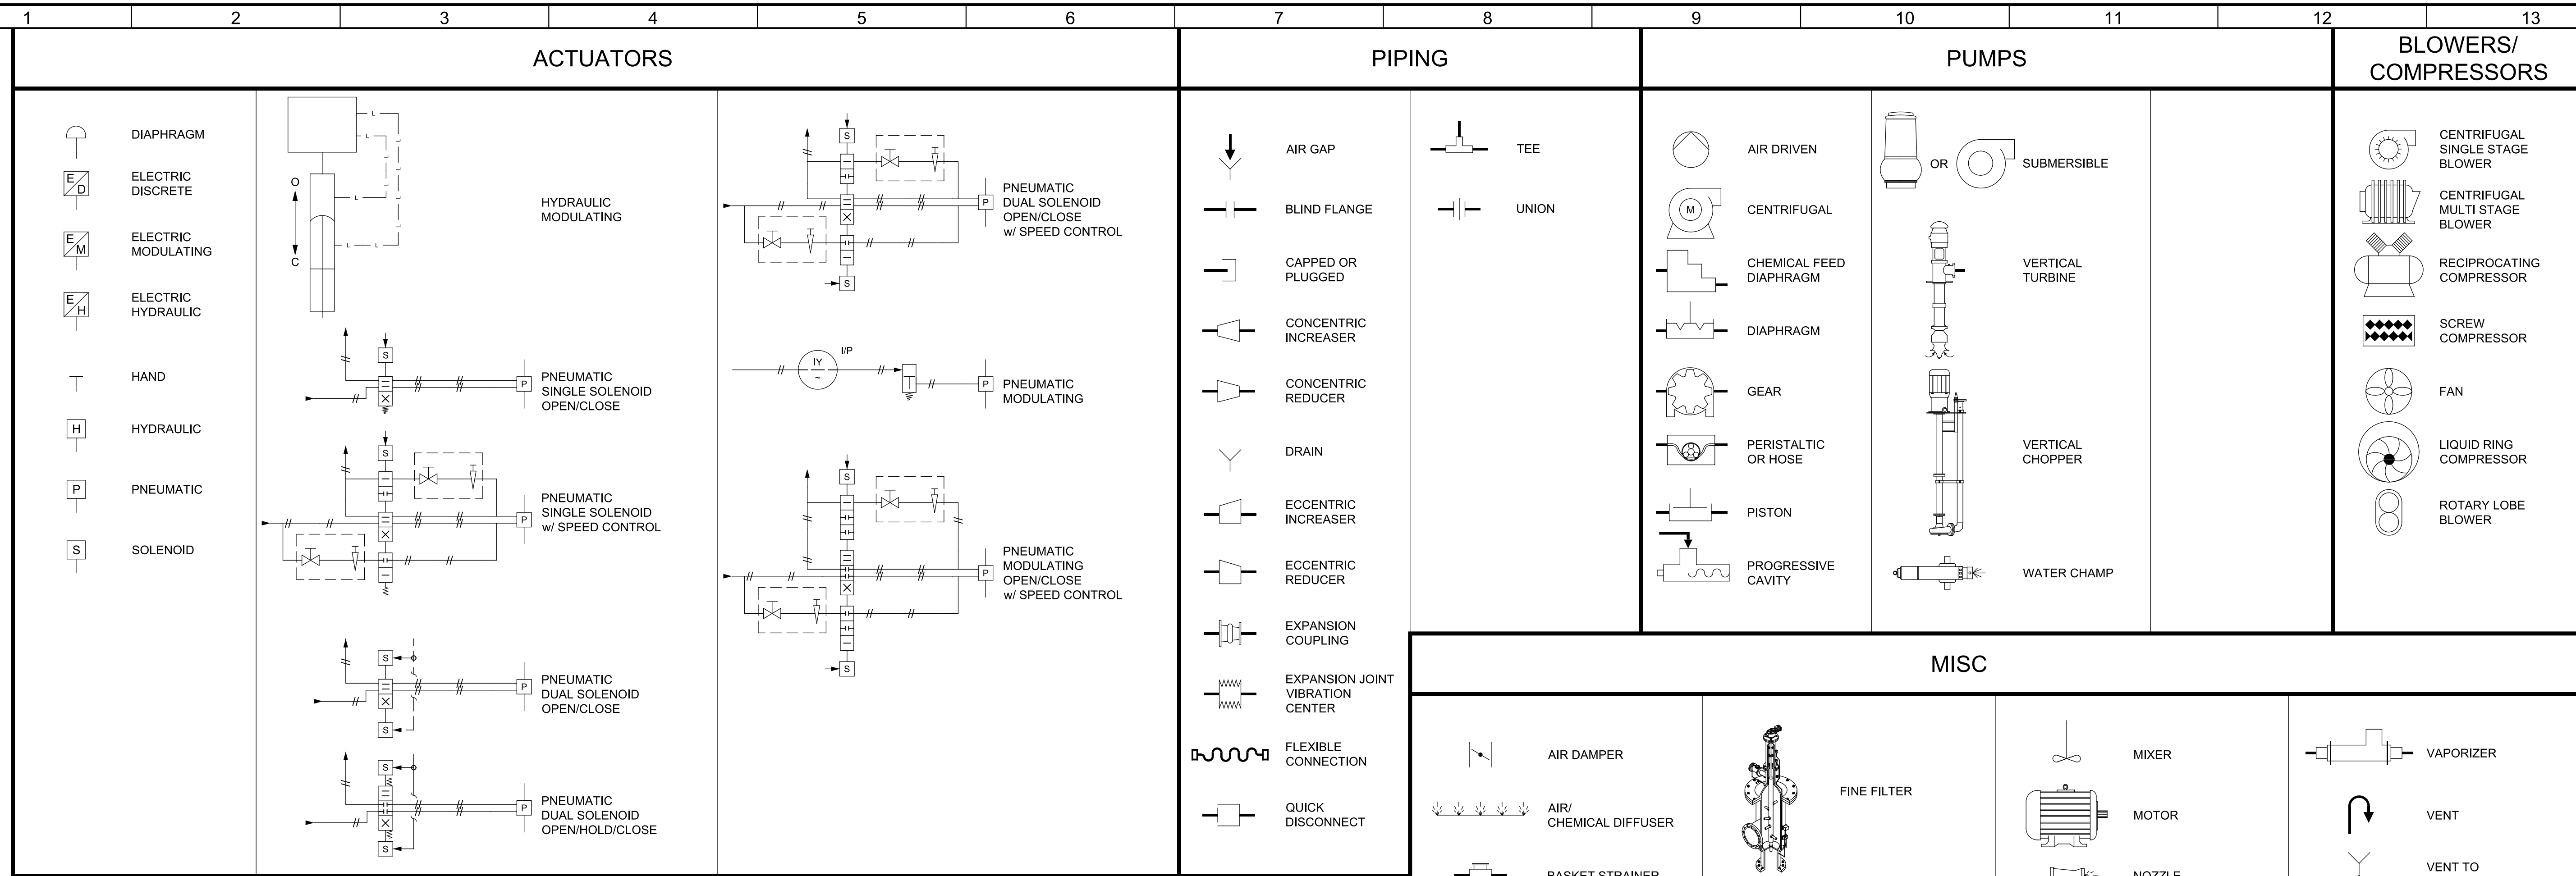 1 2 3 4 5 6 7 8 9 10 11 12 13
ACTUATORS
DIAPHRAGM
E
D
ELECTRIC
DISCRETE
E
M
ELECTRIC
MODULATING
E
H
ELECTRIC
HYDRAULIC
HAND
H
HYDRAULIC
P
PNEUMATIC
S
SOLENOID
L
L
L
L
L
L
L
O
C
HYDRAULIC
MODULATING
S
P
PNEUMATIC
SINGLE SOLENOID
OPEN/CLOSE
S
P
PNEUMATIC
SINGLE SOLENOID
w/ SPEED CONTROL
S
P
S
PNEUMATIC
DUAL SOLENOID
OPEN/CLOSE
S
P
S
PNEUMATIC
DUAL SOLENOID
OPEN/HOLD/CLOSE
S
P
S
PNEUMATIC
DUAL SOLENOID
OPEN/CLOSE
w/ SPEED CONTROL
I/P
IY
~
P
PNEUMATIC
MODULATING
S
P
S
PNEUMATIC
MODULATING
OPEN/CLOSE
w/ SPEED CONTROL
PIPING
AIR GAP
BLIND FLANGE
CAPPED OR
PLUGGED
CONCENTRIC
INCREASER
CONCENTRIC
REDUCER
DRAIN
ECCENTRIC
INCREASER
ECCENTRIC
REDUCER
EXPANSION
COUPLING
EXPANSION JOINT
VIBRATION
CENTER
FLEXIBLE
CONNECTION
QUICK
DISCONNECT
TEE
UNION
PUMPS
AIR DRIVEN
M
CENTRIFUGAL
CHEMICAL FEED
DIAPHRAGM
DIAPHRAGM
GEAR
PERISTALTIC
OR HOSE
PISTON
PROGRESSIVE
CAVITY
OR
SUBMERSIBLE
VERTICAL
TURBINE
VERTICAL
CHOPPER
WATER CHAMP
BLOWERS/
COMPRESSORS
CENTRIFUGAL
SINGLE STAGE
BLOWER
CENTRIFUGAL
MULTI STAGE
BLOWER
RECIPROCATING
COMPRESSOR
SCREW
COMPRESSOR
FAN
LIQUID RING
COMPRESSOR
ROTARY LOBE
BLOWER
MISC
AIR DAMPER
AIR/
CHEMICAL DIFFUSER
BASKET STRAINER
FINE FILTER
MIXER
MOTOR
NOZZLE
VAPORIZER
VENT
VENT TO